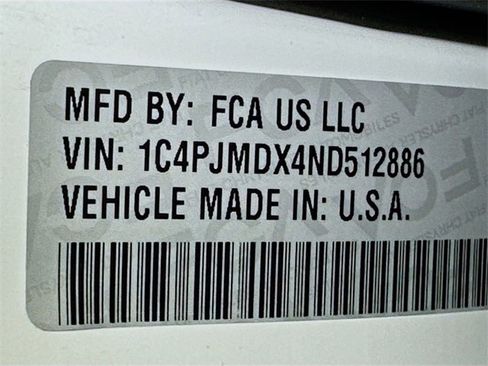 MFD BY: FCA US LLC
VIN: 1C4PJMDX4ND512886
VEHICLE MADE IN: U.S.A.